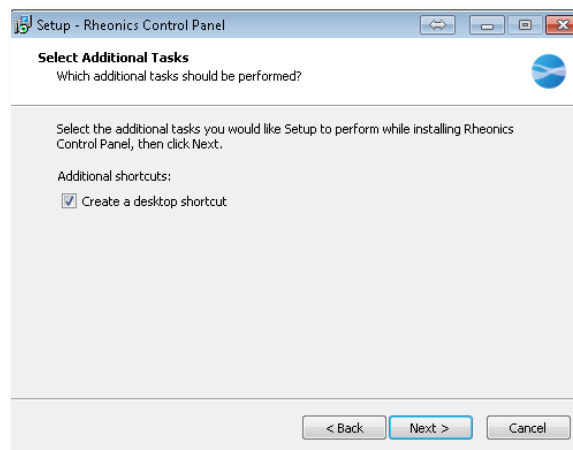 Setup - Rheonics Control Panel
Select Additional Tasks
Which additional tasks should be performed?
Select the additional tasks you would like Setup to perform while installing Rheonics
Control Panel, then click Next.
Additional shortcuts:
Create a desktop shortcut
< Back Next > Cancel